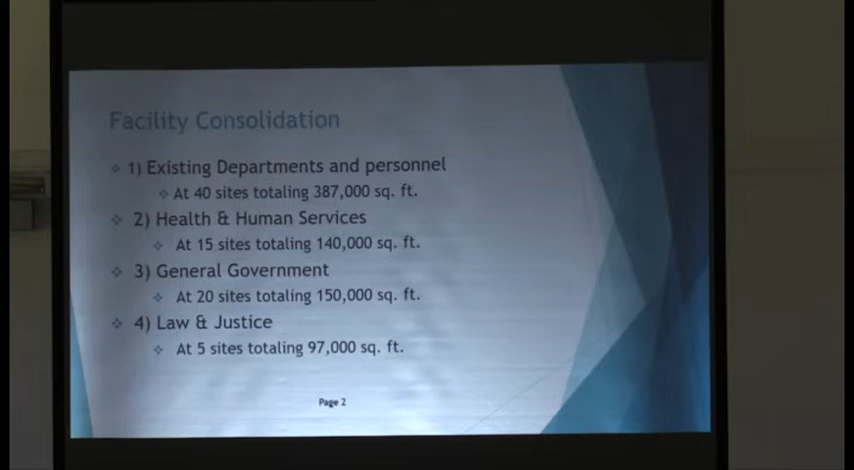 Facility Consolidation
1) Existing Departments and personnel
At 40 sites totaling 387,000 sq. ft.
2) Health & Human Services
At 15 sites totaling 140,000 sq. ft.
3) General Government
At 20 sites totaling 150,000 sq. ft.
4) Law & Justice
At 5 sites totaling 97,000 sq. ft.
Page 2